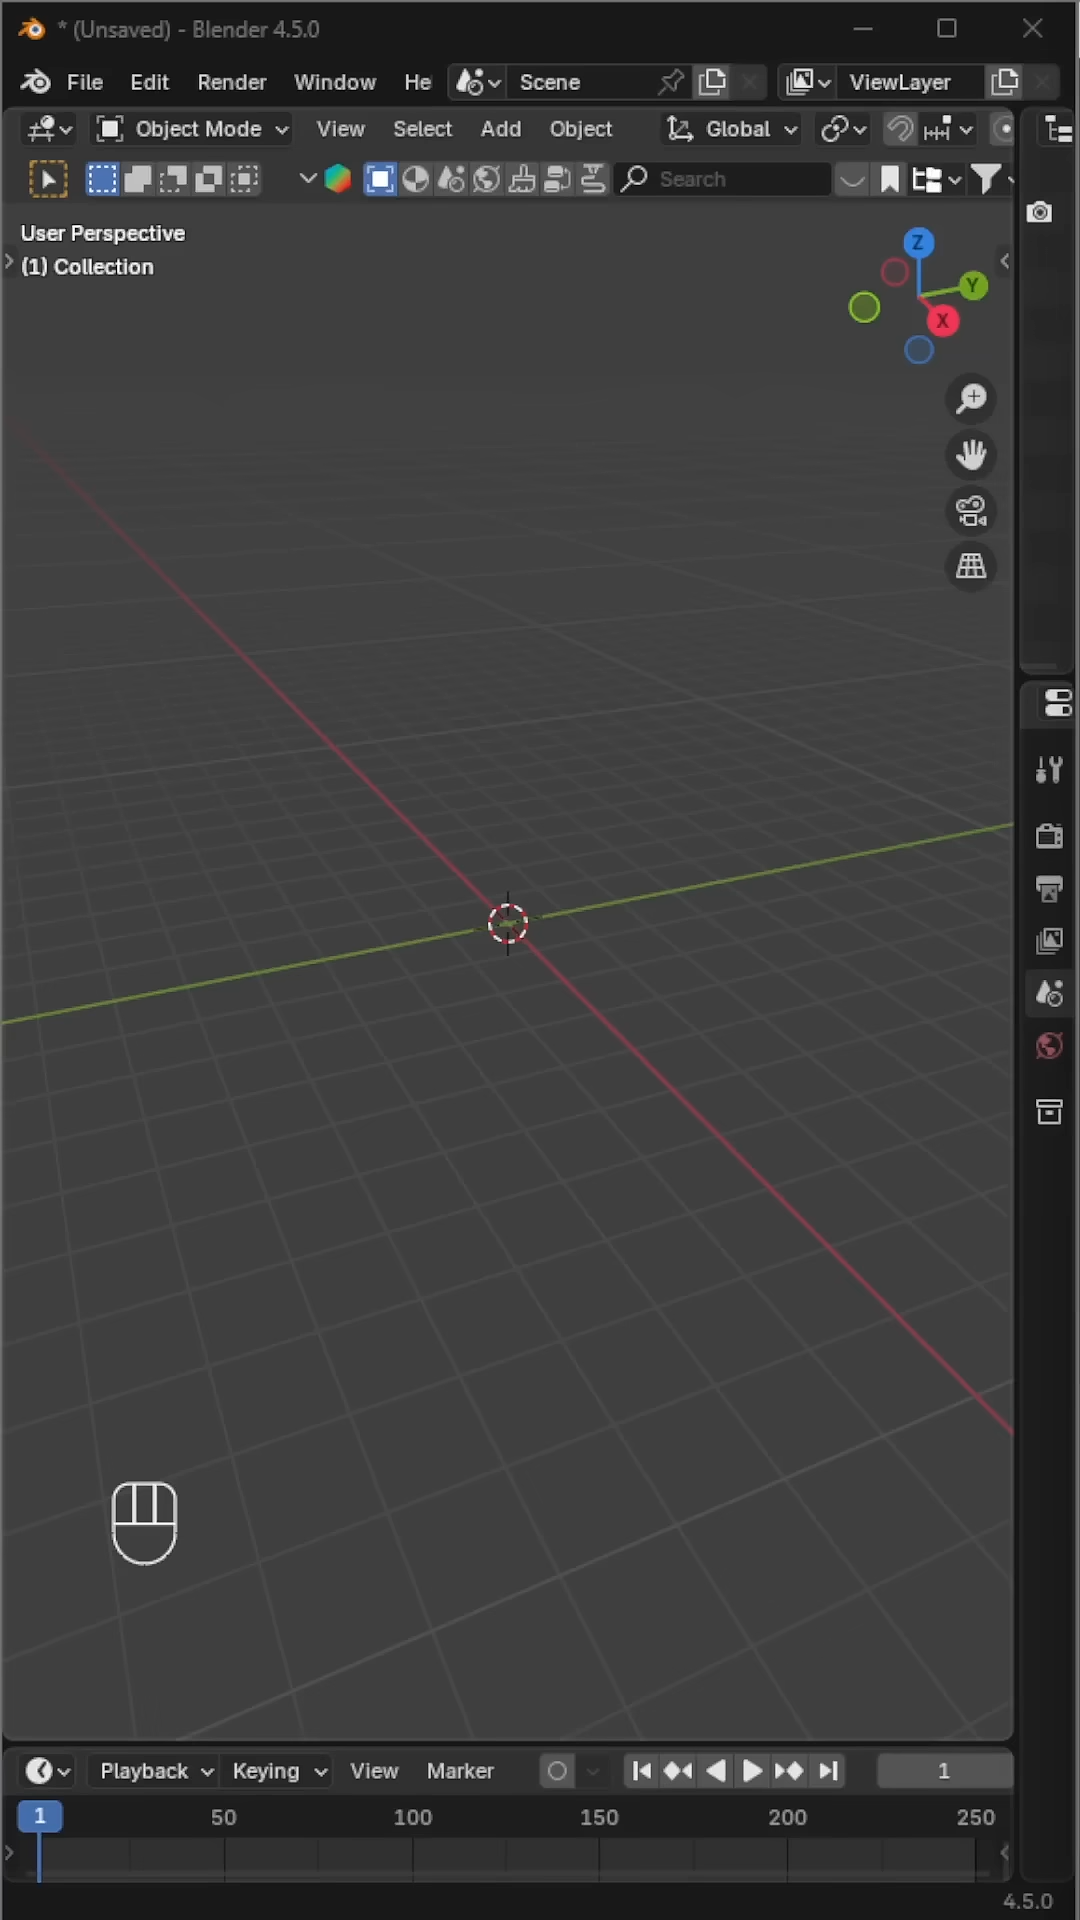 * (Unsaved) - Blender 4.5.0
File Edit Render Window He Scene ViewLayer
Object Mode View Select Add Object Global
Search
User Perspective
(1) Collection
Z
Y
X
Playback Keying View Marker 1
1 50 100 150 200 250
4.5.0